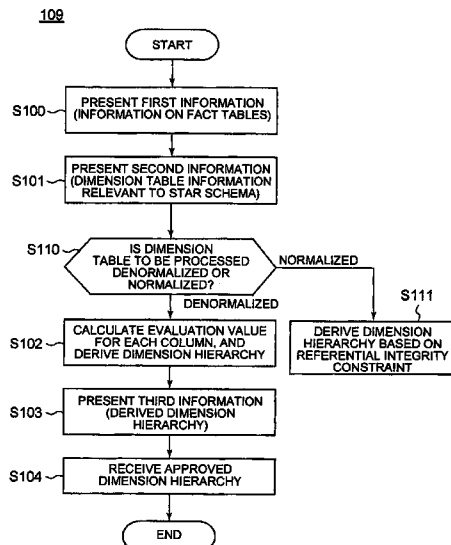 109
START
S100
PRESENT FIRST INFORMATION
(INFORMATION ON FACT TABLES)
S101
PRESENT SECOND INFORMATION
(DIMENSION TABLE INFORMATION
RELEVANT TO STAR SCHEMA)
S110
IS DIMENSION
TABLE TO BE PROCESSED
DENORMALIZED OR
NORMALIZED?
NORMALIZED
DENORMALIZED
S111
DERIVE DIMENSION
HIERARCHY BASED ON
REFERENTIAL INTEGRITY
CONSTRAINT
S102
CALCULATE EVALUATION VALUE
FOR EACH COLUMN, AND
DERIVE DIMENSION HIERARCHY
S103
PRESENT THIRD INFORMATION
(DERIVED DIMENSION
HIERARCHY)
S104
RECEIVE APPROVED
DIMENSION HIERARCHY
END